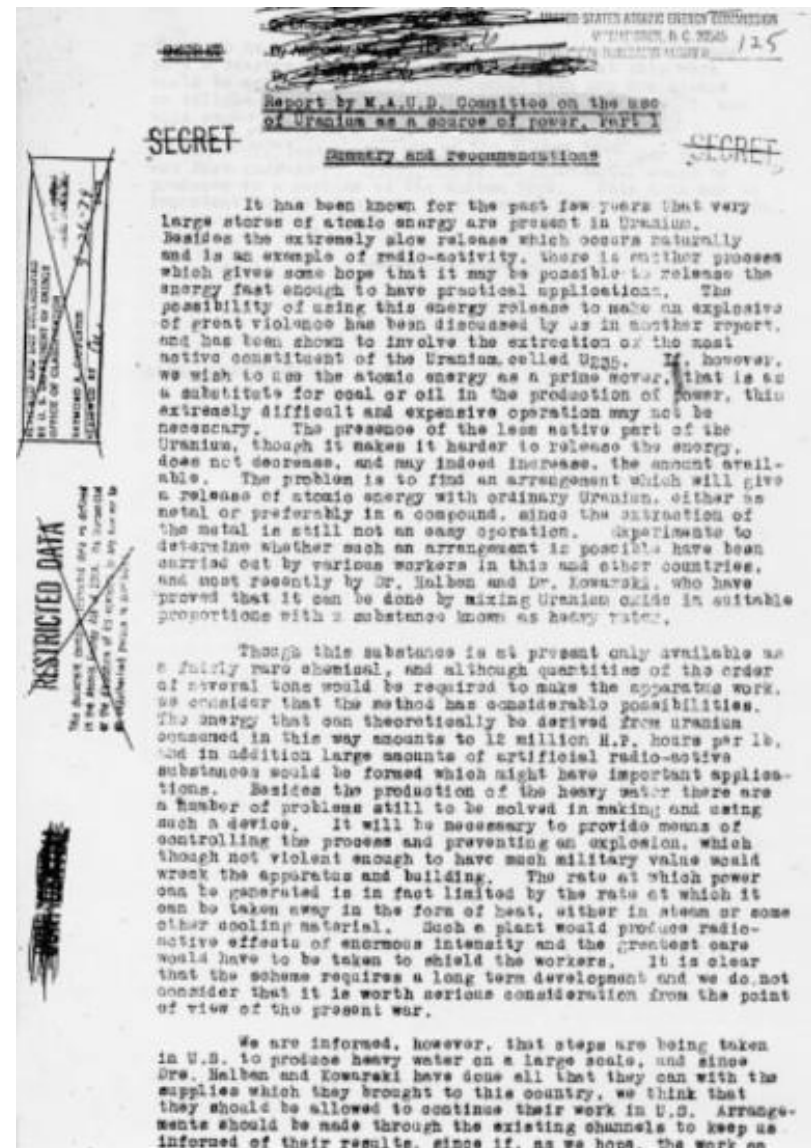 UNITED STATES ATOMIC ENERGY COMMISSION
WASHINGTON, D. C. 20545
125
Report by M.A.U.D. Committee on the use
of Uranium as a source of power, Part 1
SECRET
SECRET
Summary and recommendations
It has been known for the past few years that very
large stores of atomic energy are present in Uranium.
Besides the extremely slow release which occurs naturally
and is an example of radio-activity, there is another process
which gives some hope that it may be possible to release the
energy fast enough to have practical applications. The
possibility of using this energy release to make an explosive
of great violence has been discussed by us in another report,
and has been shown to involve the extraction of the most
active constituent of the Uranium, called U235. If, however,
we wish to use the atomic energy as a prime mover, that is as
a substitute for coal or oil in the production of power, this
extremely difficult and expensive operation may not be
necessary. The presence of the less active part of the
Uranium, though it makes it harder to release the energy,
does not decrease, and may indeed increase, the amount avail-
able. The problem is to find an arrangement which will give
a release of atomic energy with ordinary Uranium, either as
metal or preferably in a compound, since the extraction of
the metal is still not an easy operation. Experiments to
determine whether such an arrangement is possible have been
carried out by various workers in this and other countries,
and most recently by Dr. Halban and Dr. Kowarski, who have
proved that it can be done by mixing Uranium oxide in suitable
proportions with a substance known as heavy water.
Though this substance is at present only available as
a fairly rare chemical, and although quantities of the order
of several tons would be required to make the apparatus work,
we consider that the method has considerable possibilities.
The energy that can theoretically be derived from uranium
consumed in this way amounts to 12 million H.P. hours per lb.
and in addition large amounts of artificial radio-active
substances would be formed which might have important applica-
tions. Besides the production of the heavy water there are
a number of problems still to be solved in making and using
such a device. It will be necessary to provide means of
controlling the process and preventing an explosion, which
though not violent enough to have much military value would
wreck the apparatus and building. The rate at which power
can be generated is in fact limited by the rate at which it
can be taken away in the form of heat, either in steam or some
other cooling material. Such a plant would produce radio-
active effects of enormous intensity and the greatest care
would have to be taken to shield the workers. It is clear
that the scheme requires a long term development and we do not
consider that it is worth serious consideration from the point
of view of the present war.
We are informed, however, that steps are being taken
in U.S. to produce heavy water on a large scale, and since
Drs. Halban and Kowarski have done all that they can with the
supplies which they brought to this country, we think that
they should be allowed to continue their work in U.S. Arrange-
ments should be made through the existing channels to keep us
informed of their results, since if, as we hope, the work
BY U. S. DEPARTMENT OF ENERGY
OFFICE OF CLASSIFICATION
RESTRICTED DATA